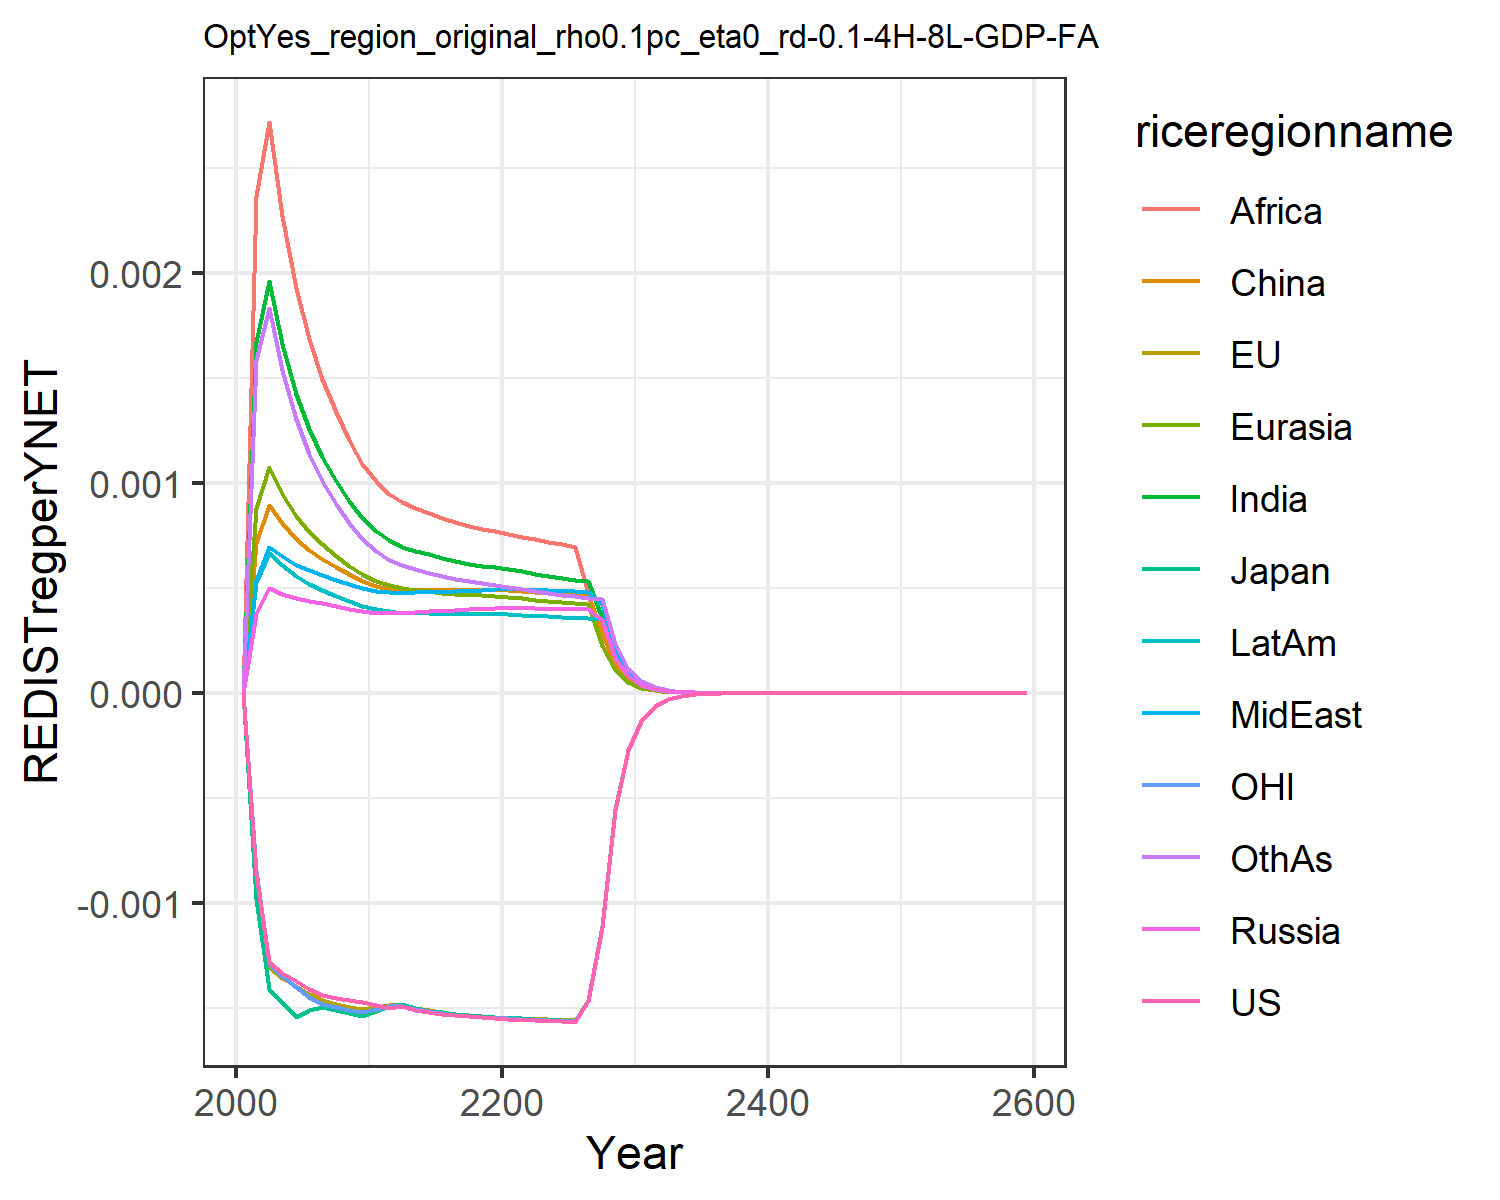 OptYes_region_original_rho0.1pc_eta0_rd-0.1-4H-8L-GDP-FA
REDISTregperYNET
0.002
0.001
0.000
-0.001
2000
2200
2400
2600
Year
riceregionname
Africa
China
EU
Eurasia
India
Japan
LatAm
MidEast
OHI
OthAs
Russia
US